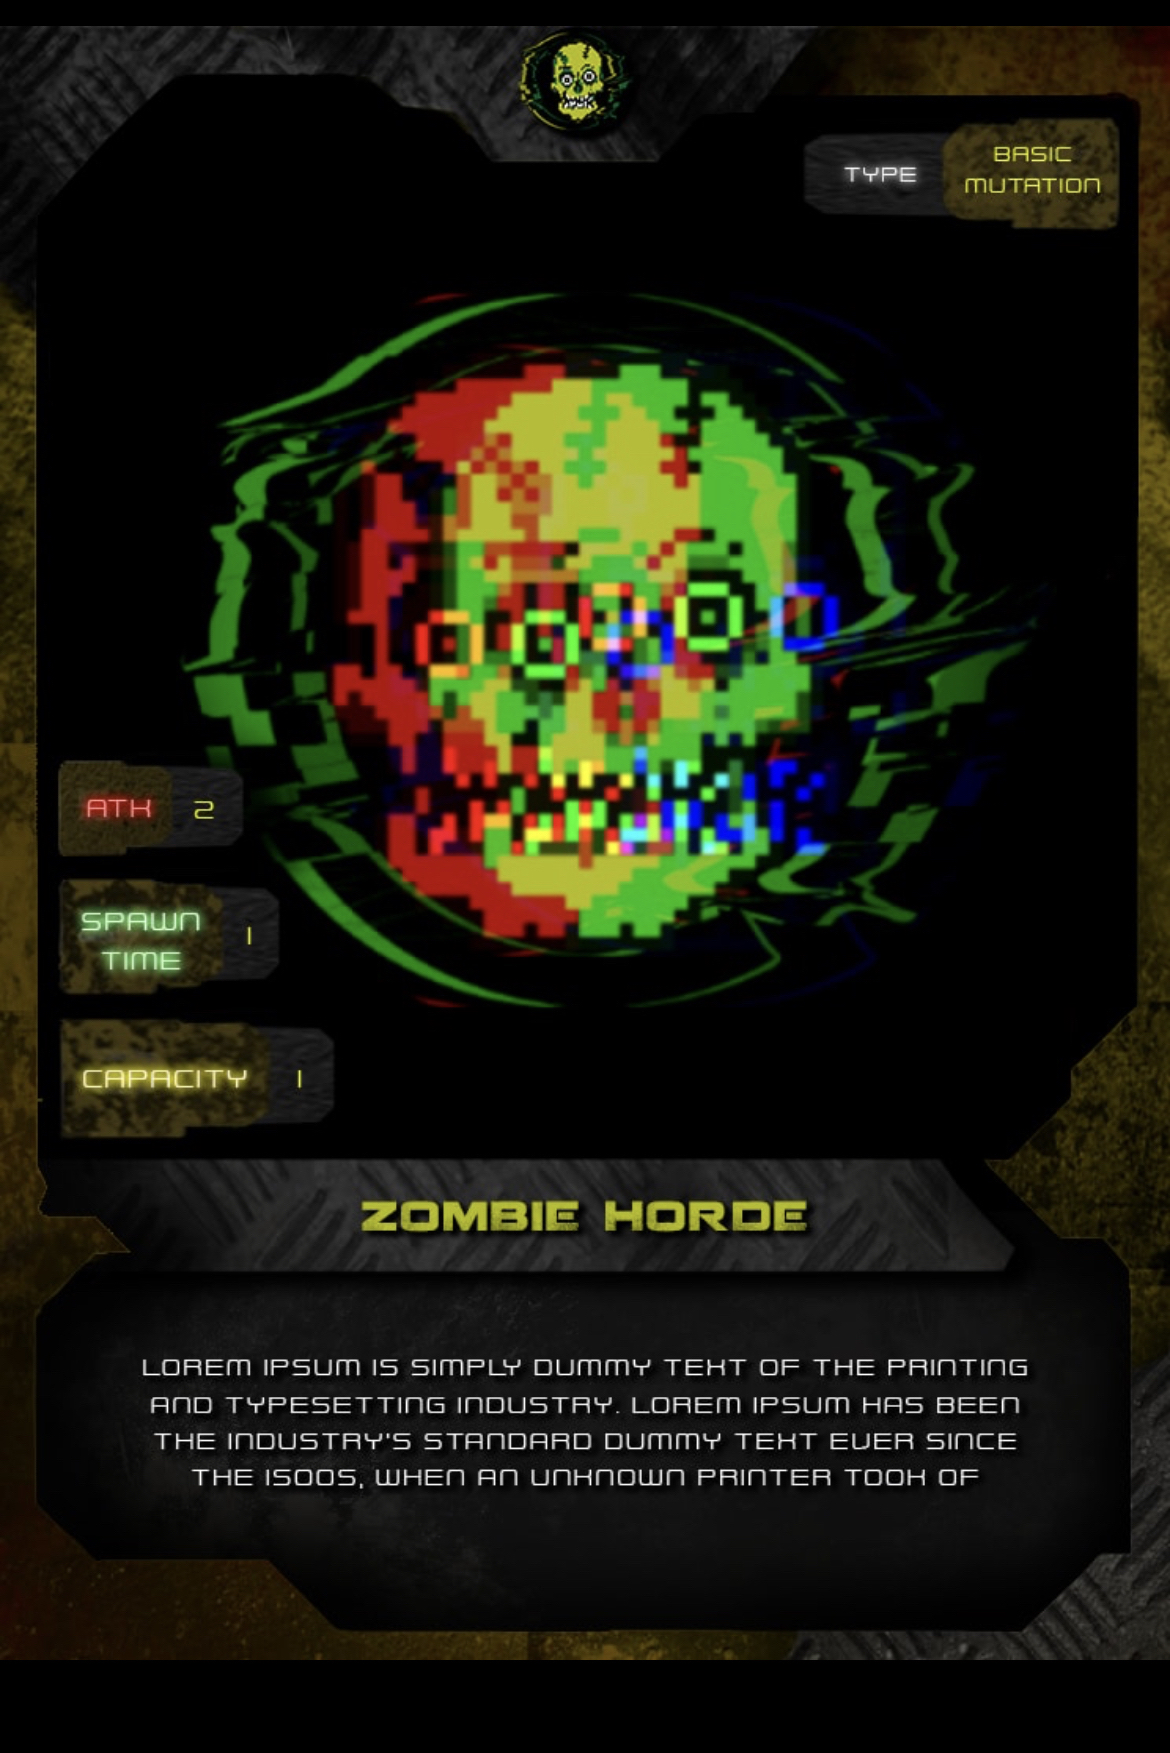 TYPE
BASIC
MUTATION
ATK
2
SPAWN
TIME
1
CAPACITY
1
ZOMBIE HORDE
LOREM IPSUM IS SIMPLY DUMMY TEXT OF THE PRINTING
AND TYPESETTING INDUSTRY. LOREM IPSUM HAS BEEN
THE INDUSTRY'S STANDARD DUMMY TEXT EVER SINCE
THE 1500S, WHEN AN UNKNOWN PRINTER TOOK OF